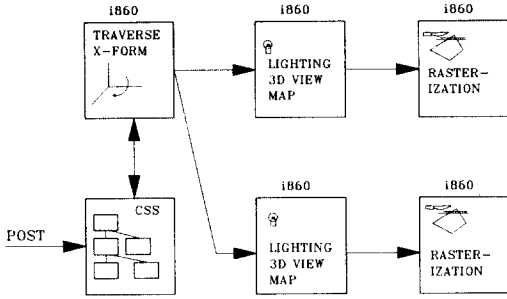 i860
i860
i860
TRAVERSE
X-FORM
LIGHTING
3D VIEW
MAP
RASTER-
IZATION
i860
i860
CSS
POST
LIGHTING
3D VIEW
MAP
RASTER-
IZATION